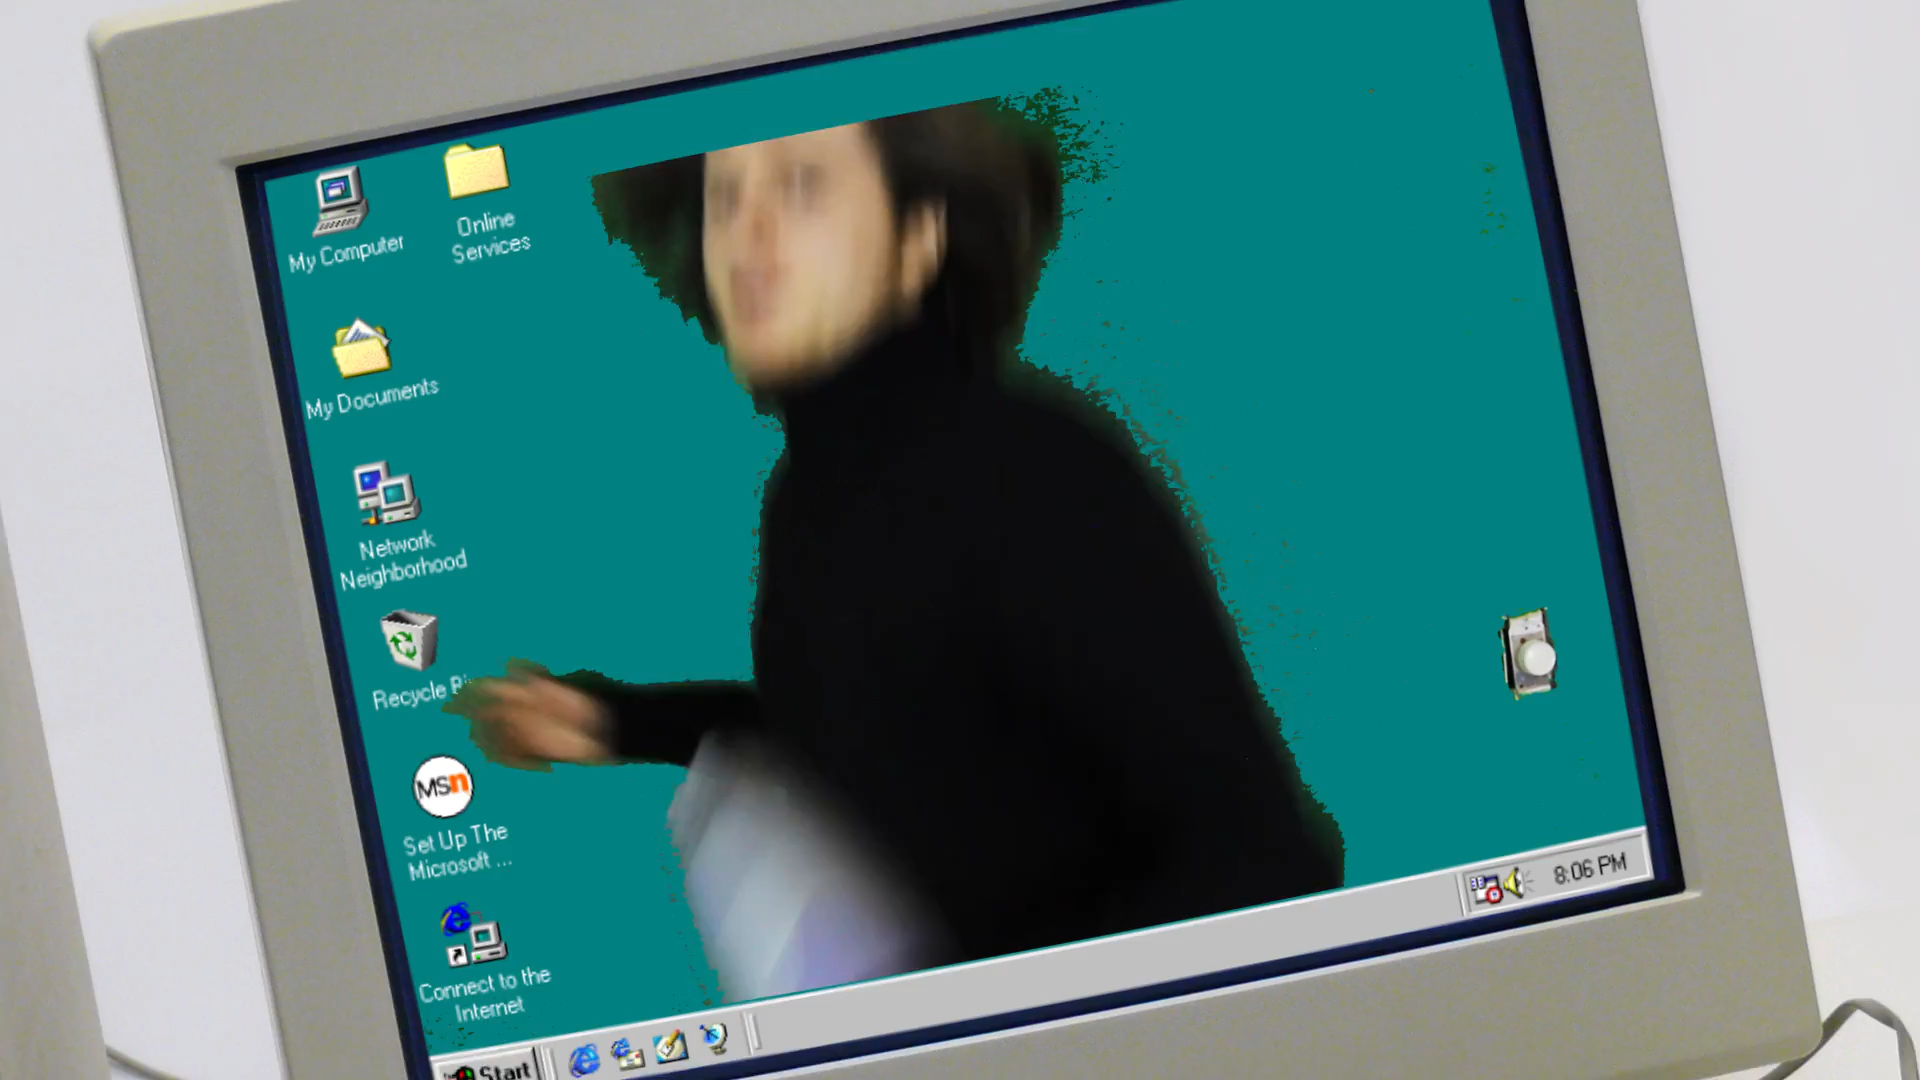 My Computer
Online
Services
My Documents
Network
Neighborhood
Recycle
MSn
Set Up The
Microsoft ...
Connect to the
Internet
Start
8:06 PM